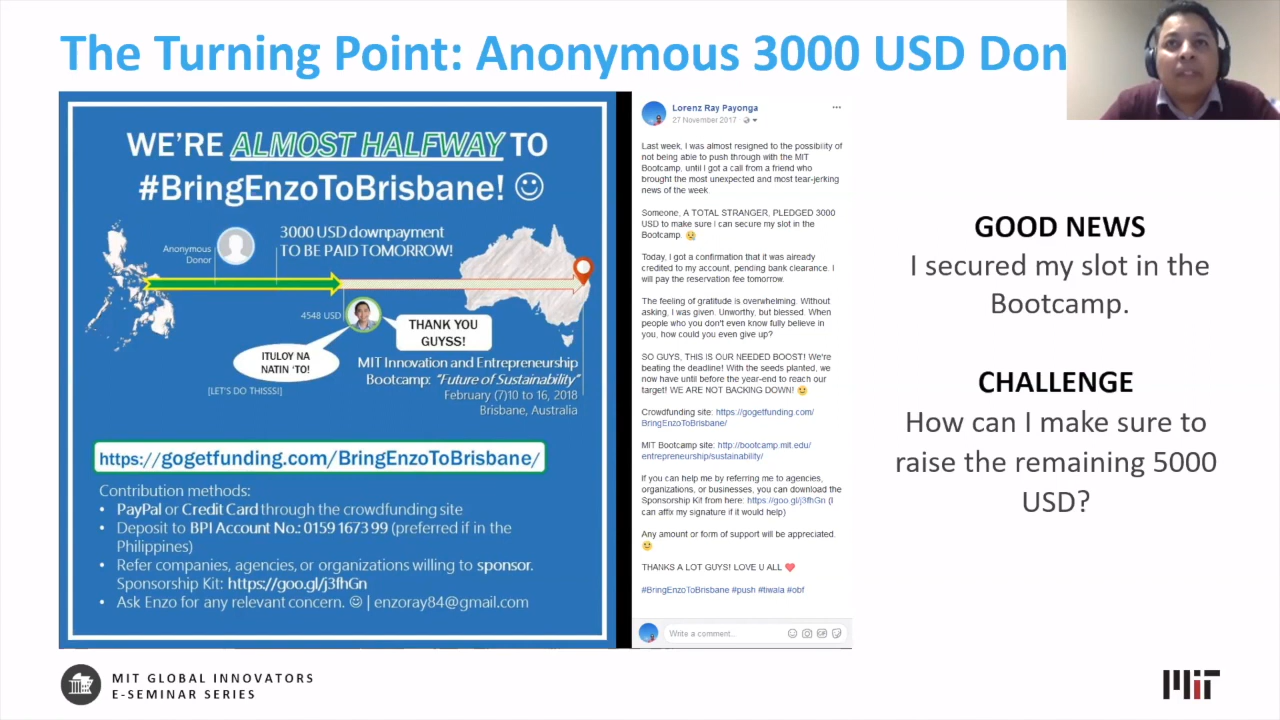 The Turning Point: Anonymous 3000 USD Don
WE'RE ALMOST HALFWAY TO
#BringEnzoToBrisbane! ☺
Anonymous
Donor
3000 USD downpayment
TO BE PAID TOMORROW!
4548 USD
THANK YOU
GUYSS!
ITULOY NA
NATIN 'TO!
[LET'S DO THISSS!]
MIT Innovation and Entrepreneurship
Bootcamp: "Future of Sustainability"
February (7)10 to 16, 2018
Brisbane, Australia
https://gogetfunding.com/BringEnzoToBrisbane/
Contribution methods:
• PayPal or Credit Card through the crowdfunding site
• Deposit to BPI Account No.: 0159 1673 99 (preferred if in the
Philippines)
• Refer companies, agencies, or organizations willing to sponsor.
Sponsorship Kit: https://goo.gl/j3fhGn
• Ask Enzo for any relevant concern. ☺ | enzoray84@gmail.com
Lorenz Ray Payonga
27 November 2017
Last week, I was almost resigned to the possibility of
not being able to push through with the MIT
Bootcamp, until I got a call from a friend who
brought the most unexpected and most tear-jerking
news of the week.
Someone, A TOTAL STRANGER, PLEDGED 3000
USD to make sure I can secure my slot in the
Bootcamp. 😢
Today, I got a confirmation that it was already
credited to my account, pending bank clearance. I
will pay the reservation fee tomorrow.
The feeling of gratitude is overwhelming. Without
asking, I was given. Unworthy, but blessed. When
people who you don't even know fully believe in
you, how could you even give up?
SO GUYS, THIS IS OUR NEEDED BOOST! We're
beating the deadline! With the seeds planted, we
now have until before the year-end to reach our
target! WE ARE NOT BACKING DOWN! 😉
Crowdfunding site: https://gogetfunding.com/
BringEnzoToBrisbane/
MIT Bootcamp site: http://bootcamp.mit.edu/
entrepreneurship/sustainability/
If you can help me by referring me to agencies,
organizations, or businesses, you can download the
Sponsorship Kit from here: https://goo.gl/j3fhGn (I
can affix my signature if it would help)
Any amount or form of support will be appreciated.
😉
THANKS A LOT GUYS! LOVE U ALL ❤
#BringEnzoToBrisbane #push #tiwala #obf
Write a comment..
GOOD NEWS
I secured my slot in the
Bootcamp.
CHALLENGE
How can I make sure to
raise the remaining 5000
USD?
MIT GLOBAL INNOVATORS
E-SEMINAR SERIES
MIT